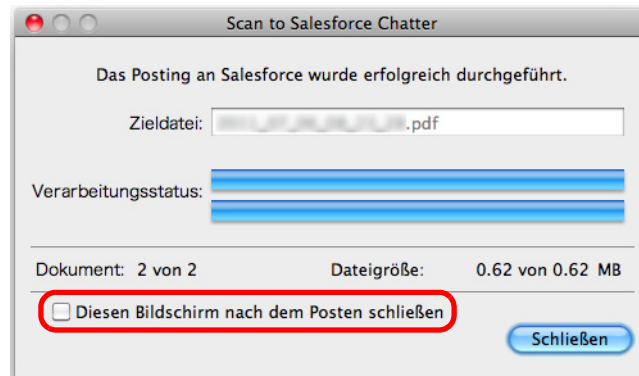 Scan to Salesforce Chatter
Das Posting an Salesforce wurde erfolgreich durchgeführt.
Zieldatei: .pdf
Verarbeitungsstatus:
Dokument: 2 von 2 Dateigröße: 0.62 von 0.62 MB
Diesen Bildschirm nach dem Posten schließen
Schließen